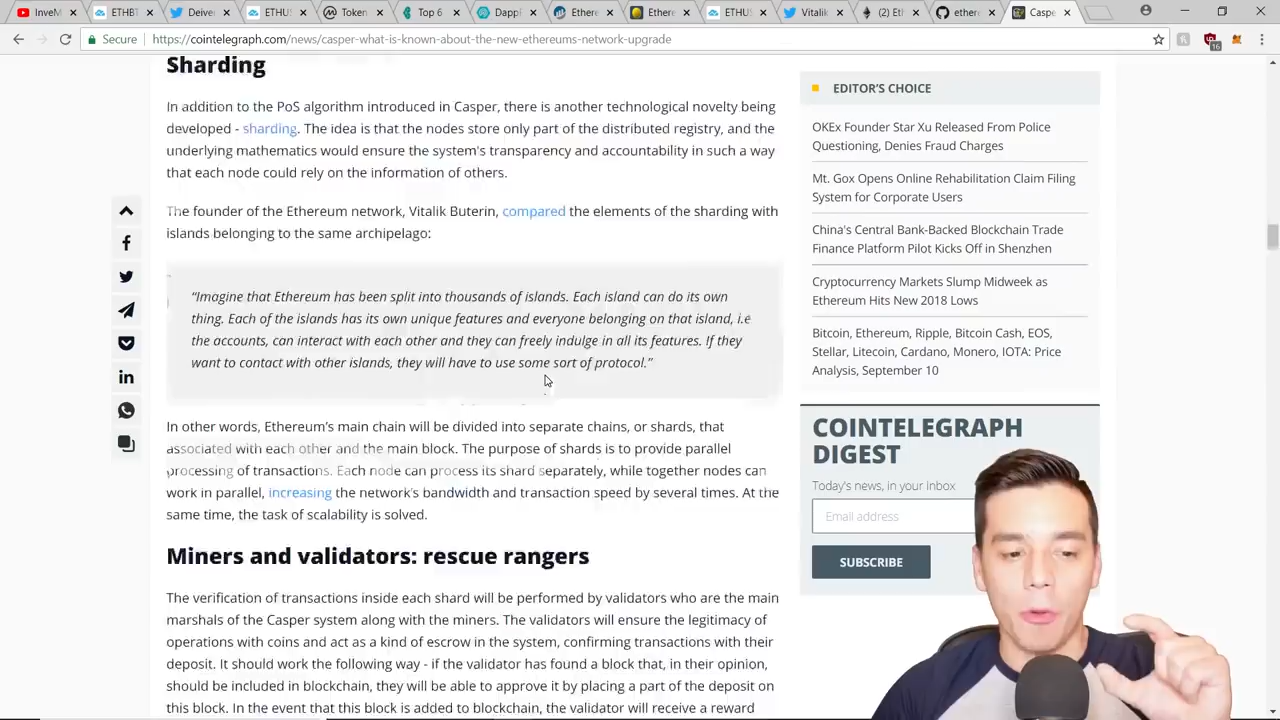 InveM
ETHBT
Deiver
ETHUS
Token
Top 6
DappR
Ethere
Ethere
ETHUS
Vitalik
(2) Eth
ethere
Caspe
Secure
https://cointelegraph.com/news/casper-what-is-known-about-the-new-ethereums-network-upgrade
16
Sharding
In addition to the PoS algorithm introduced in Casper, there is another technological novelty being
developed - sharding. The idea is that the nodes store only part of the distributed registry, and the
underlying mathematics would ensure the system's transparency and accountability in such a way
that each node could rely on the information of others.
The founder of the Ethereum network, Vitalik Buterin, compared the elements of the sharding with
islands belonging to the same archipelago:
“Imagine that Ethereum has been split into thousands of islands. Each island can do its own
thing. Each of the islands has its own unique features and everyone belonging on that island, i.e
the accounts, can interact with each other and they can freely indulge in all its features. If they
want to contact with other islands, they will have to use some sort of protocol.”
In other words, Ethereum's main chain will be divided into separate chains, or shards, that
associated with each other and the main block. The purpose of shards is to provide parallel
processing of transactions. Each node can process its shard separately, while together nodes can
work in parallel, increasing the network's bandwidth and transaction speed by several times. At the
same time, the task of scalability is solved.
Miners and validators: rescue rangers
The verification of transactions inside each shard will be performed by validators who are the main
marshals of the Casper system along with the miners. The validators will ensure the legitimacy of
operations with coins and act as a kind of escrow in the system, confirming transactions with their
deposit. It should work the following way - if the validator has found a block that, in their opinion,
should be included in blockchain, they will be able to approve it by placing a part of the deposit on
this block. In the event that this block is added to blockchain, the validator will receive a reward
EDITOR'S CHOICE
OKEx Founder Star Xu Released From Police
Questioning, Denies Fraud Charges
Mt. Gox Opens Online Rehabilitation Claim Filing
System for Corporate Users
China's Central Bank-Backed Blockchain Trade
Finance Platform Pilot Kicks Off in Shenzhen
Cryptocurrency Markets Slump Midweek as
Ethereum Hits New 2018 Lows
Bitcoin, Ethereum, Ripple, Bitcoin Cash, EOS,
Stellar, Litecoin, Cardano, Monero, IOTA: Price
Analysis, September 10
COINTELEGRAPH
DIGEST
Today's news, in your inbox
Email address
SUBSCRIBE